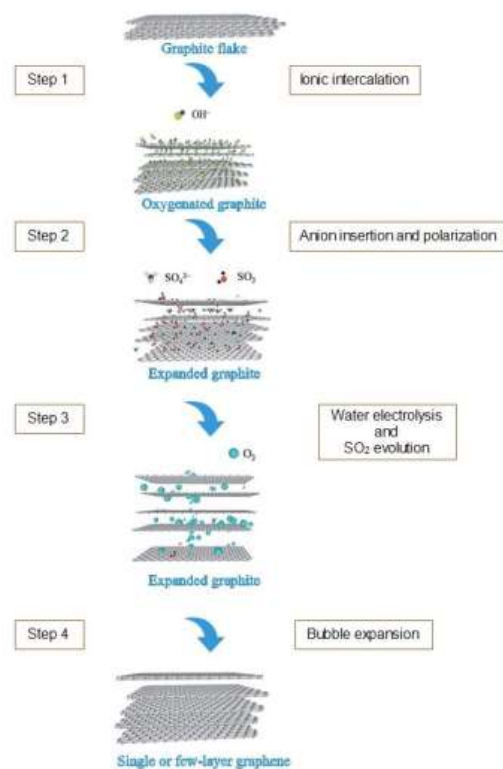 Graphite flake
Step 1
Ionic intercalation
OH⁻
Oxygenated graphite
Step 2
Anion insertion and polarization
SO₄²⁻ SO₂
Expanded graphite
Step 3
Water electrolysis
and
SO₂ evolution
O₂
Expanded graphite
Step 4
Bubble expansion
Single or few-layer graphene